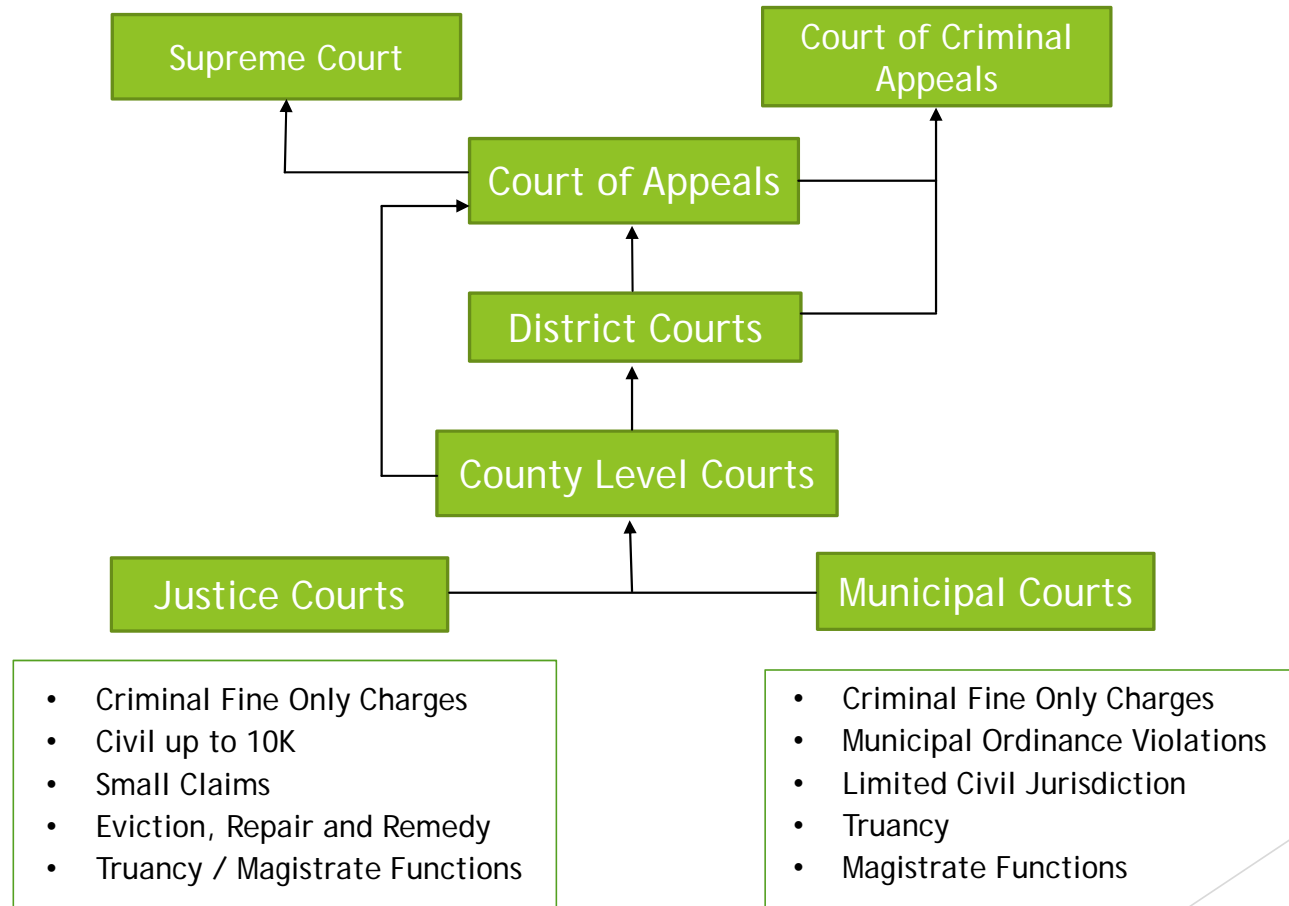 Supreme Court
Court of Criminal
Appeals
Court of Appeals
District Courts
County Level Courts
Justice Courts
Municipal Courts
• Criminal Fine Only Charges
• Civil up to 10K
• Small Claims
• Eviction, Repair and Remedy
• Truancy / Magistrate Functions
• Criminal Fine Only Charges
• Municipal Ordinance Violations
• Limited Civil Jurisdiction
• Truancy
• Magistrate Functions